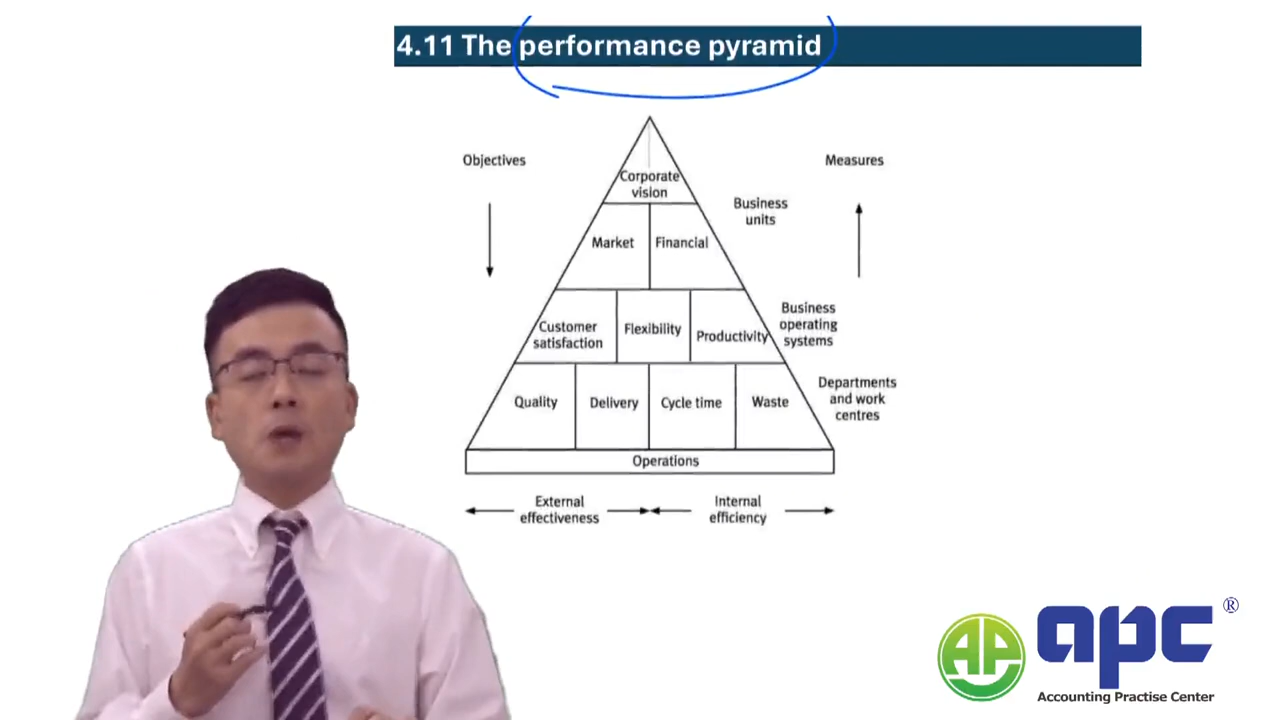 4.11 The performance pyramid
Objectives
Measures
Corporate
vision
Business
units
Market
Financial
Customer
satisfaction
Flexibility
Productivity
Business
operating
systems
Quality
Delivery
Cycle time
Waste
Departments
and work
centres
Operations
External
effectiveness
Internal
efficiency
AP
apc®
Accounting Practise Center